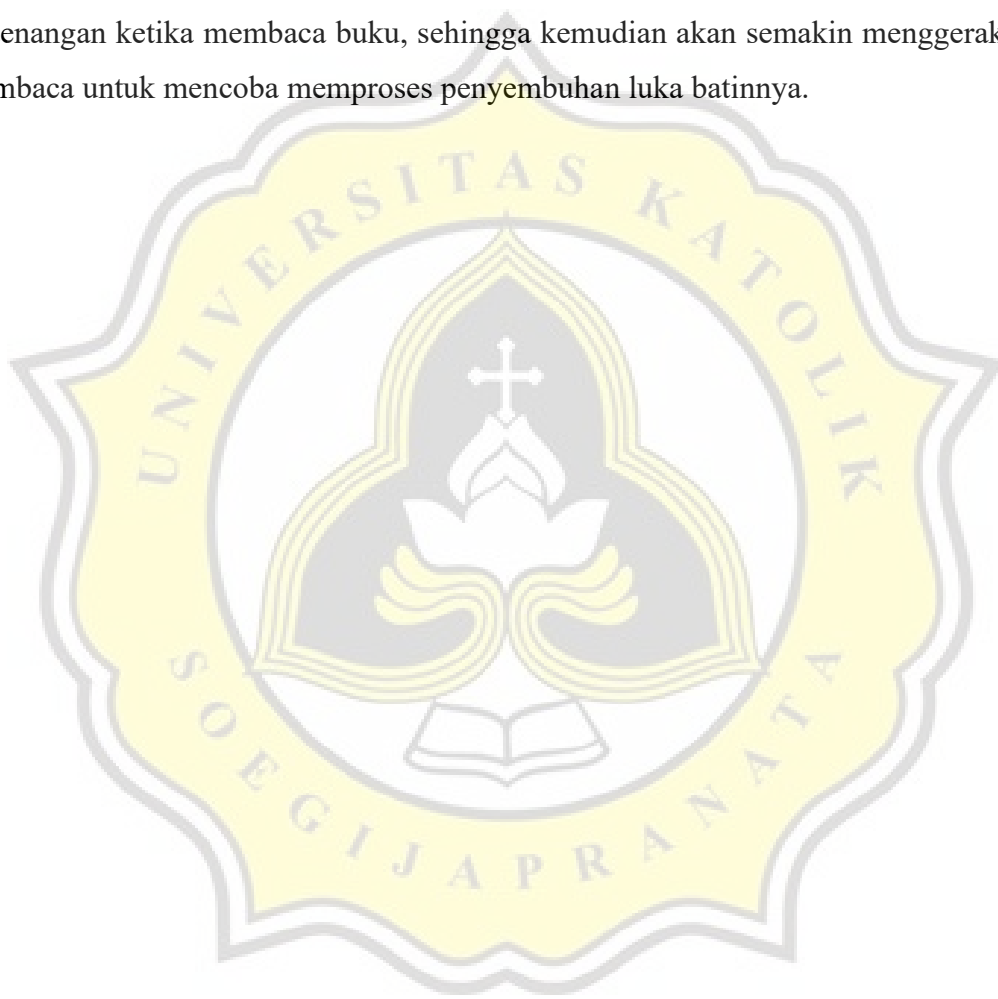 enangan ketika membaca buku, sehingga kemudian akan semakin menggerak
mbaca untuk mencoba memproses penyembuhan luka batinnya.
UNIVERSITAS KATOLIK
SOEGIJAPRANATA